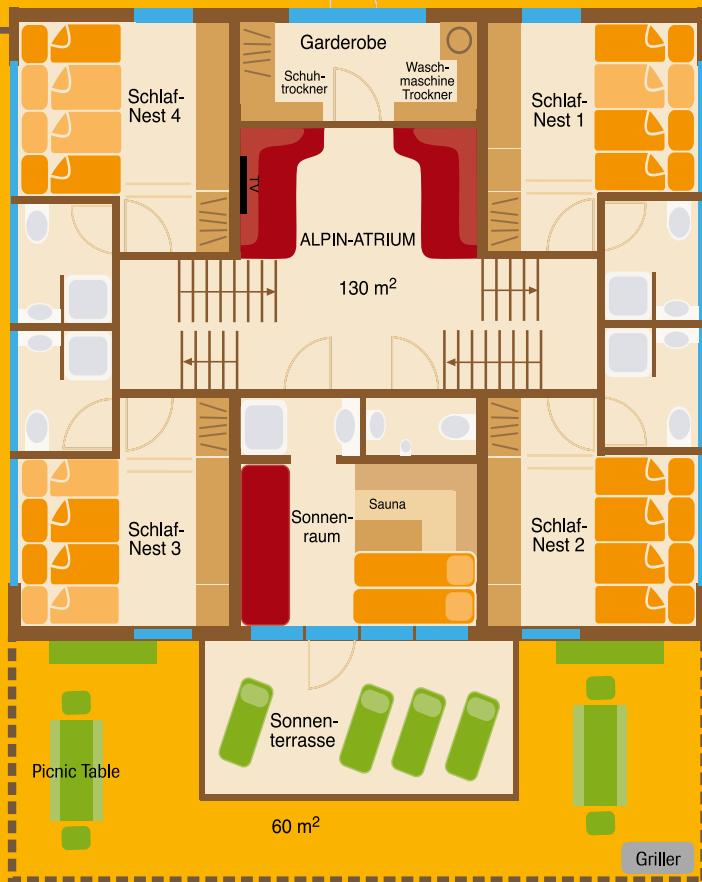 Garderobe
Schuh-
trockner
Wasch-
maschine
Trockner
Schlaf-
Nest 4
Schlaf-
Nest 1
TV
ALPIN-ATRIUM
130 m²
Schlaf-
Nest 3
Sonnen-
raum
Sauna
Schlaf-
Nest 2
Sonnen-
terrasse
Picnic Table
60 m²
Griller